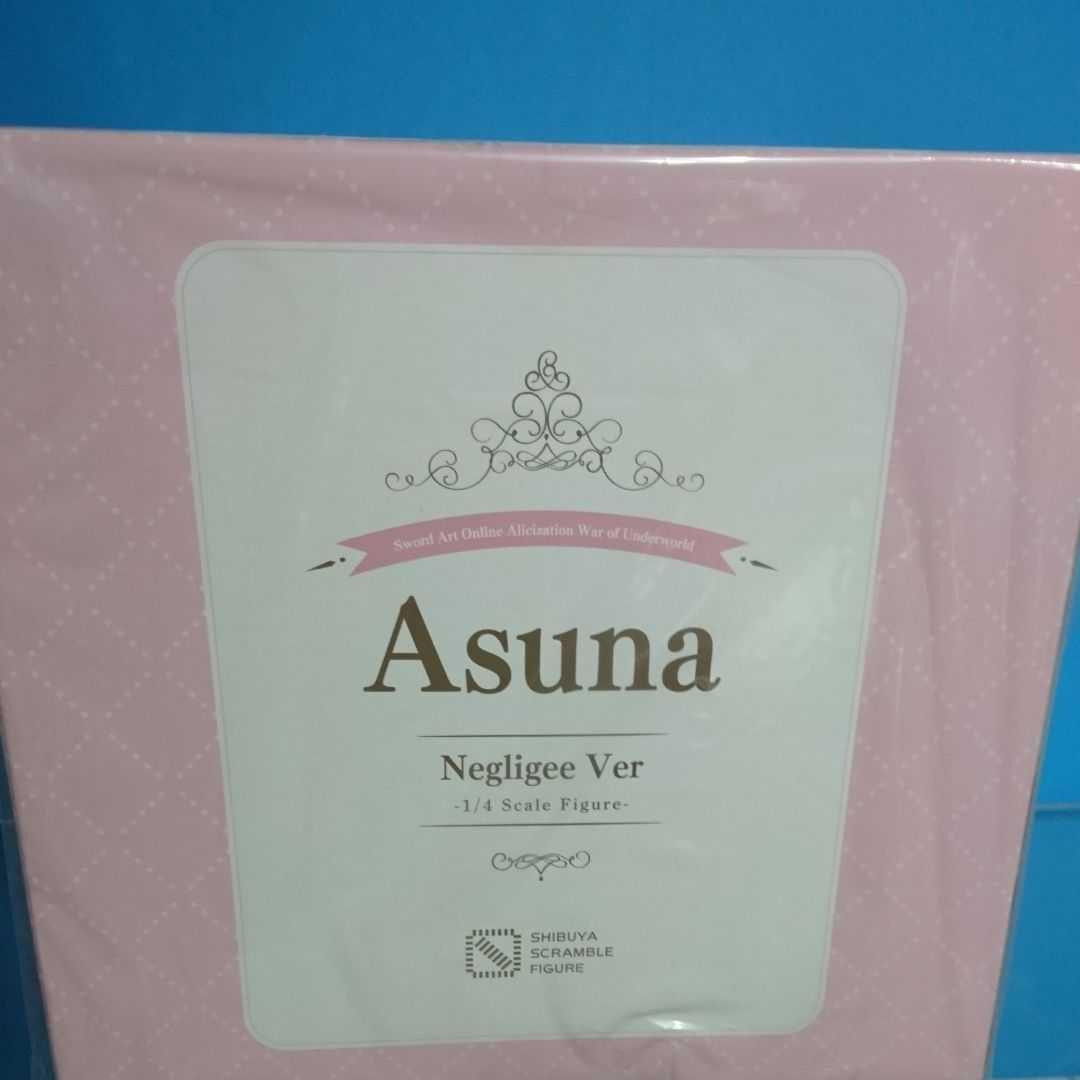 Sword Art Online Alicization War of Underworld
Asuna
Negligee Ver
-1/4 Scale Figure-
SHIBUYA
SCRAMBLE
FIGURE